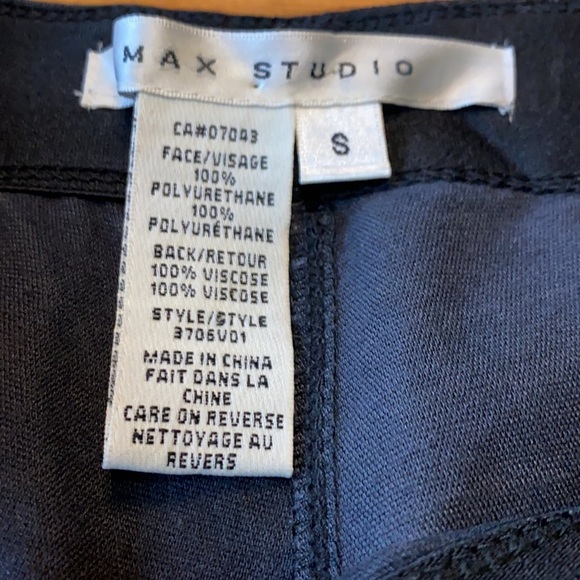 MAX STUDIO
S
CA#07043
FACE/VISAGE
100%
POLYURETHANE
100%
POLYURÉTHANE
BACK/RETOUR
100% VISCOSE
100% VISCOSE
STYLE/STYLE
3706V01
MADE IN CHINA
FAIT DANS LA
CHINE
CARE ON REVERSE
NETTOYAGE AU
REVERS